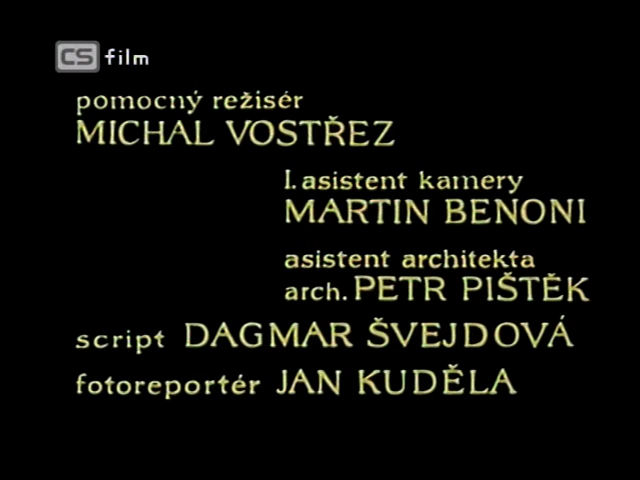 CS film
pomocný režisér
MICHAL VOSTŘEZ
I. asistent kamery
MARTIN BENONI
asistent architekta
arch. PETR PIŠTĚK
script DAGMAR ŠVEJDOVÁ
fotoreportér JAN KUDĚLA